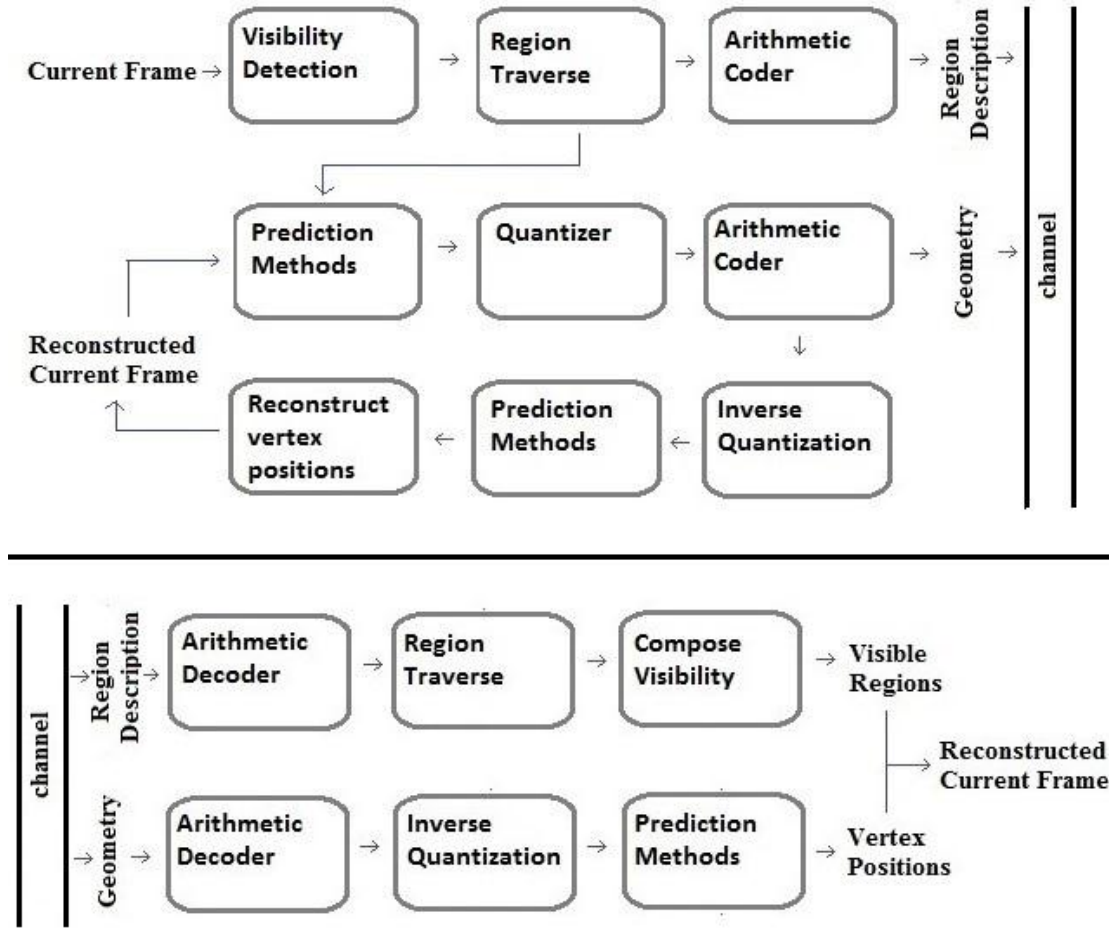 Current Frame
Visibility
Detection
Region
Traverse
Arithmetic
Coder
Region
Description
channel
Prediction
Methods
Quantizer
Arithmetic
Coder
Geometry
Reconstructed
Current Frame
Reconstruct
vertex
positions
Prediction
Methods
Inverse
Quantization
channel
Region
Description
Arithmetic
Decoder
Region
Traverse
Compose
Visibility
Visible
Regions
Reconstructed
Current Frame
Geometry
Arithmetic
Decoder
Inverse
Quantization
Prediction
Methods
Vertex
Positions